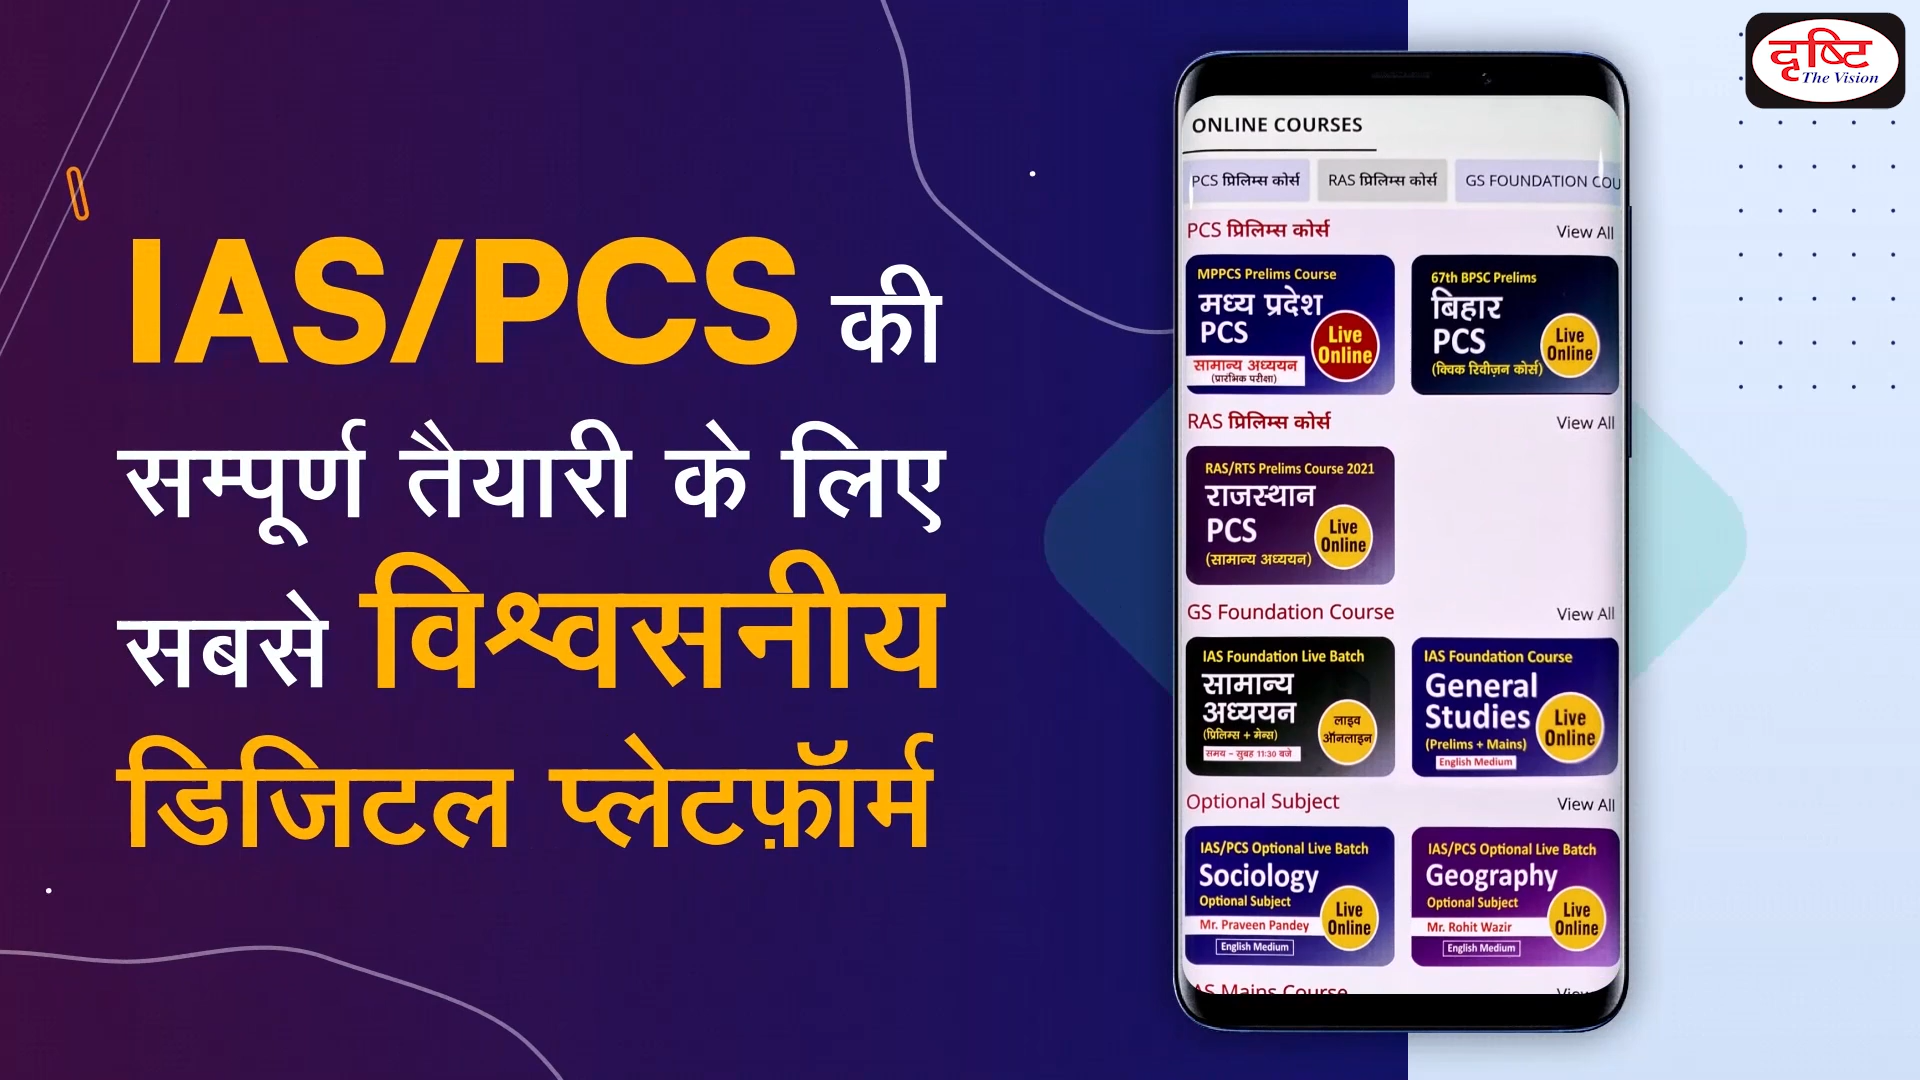 IAS/PCS की
सम्पूर्ण तैयारी के लिए
सबसे विश्वसनीय
डिजिटल प्लेटफ़ॉर्म
दृष्टि
The Vision
ONLINE COURSES
PCS प्रिलिम्स कोर्स RAS प्रिलिम्स कोर्स GS FOUNDATION COU
PCS प्रिलिम्स कोर्स View All
MPPCS Prelims Course
मध्य प्रदेश
PCS
Live
Online
सामान्य अध्ययन
(प्रारंभिक परीक्षा)
67th BPSC Prelims
बिहार
PCS
(क्विक रिवीज़न कोर्स)
Live
Online
RAS प्रिलिम्स कोर्स View All
RAS/RTS Prelims Course 2021
राजस्थान
PCS
(सामान्य अध्ययन)
Live
Online
GS Foundation Course View All
IAS Foundation Live Batch
सामान्य
अध्ययन
(प्रिलिम्स + मेन्स)
समय – सुबह 11:30 बजे
लाइव
ऑनलाइन
IAS Foundation Course
General
Studies
(Prelims + Mains)
English Medium
Live
Online
Optional Subject View All
IAS/PCS Optional Live Batch
Sociology
Optional Subject
Mr. Praveen Pandey
English Medium
Live
Online
IAS/PCS Optional Live Batch
Geography
Optional Subject
Mr. Rohit Wazir
English Medium
Live
Online
AS Mains Course View